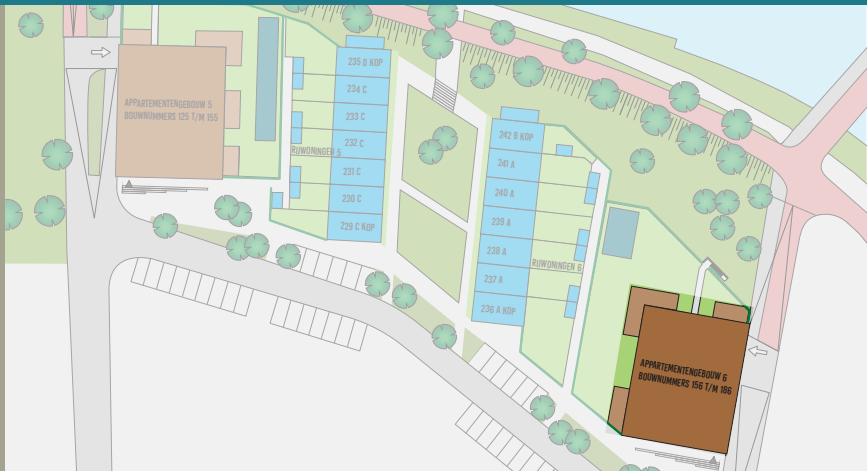 APPARTEMENTENGEBOUW 5
BOUWNUMMERS 125 T/M 155
235 B KOP
234 C
233 C
232 C
231 C
230 C
229 C KOP
RIJWONINGEN 5
242 B KOP
241 A
240 A
239 A
238 A
237 A
236 A KOP
RIJWONINGEN 6
APPARTEMENTENGEBOUW 6
BOUWNUMMERS 156 T/M 186